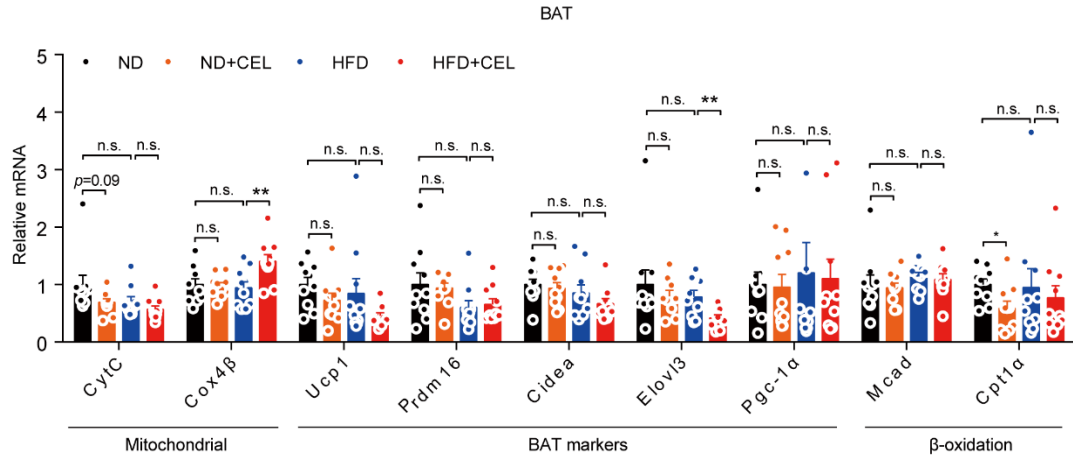 BAT
Relative mRNA
5
4
3
2
1
0
ND ND+CEL HFD HFD+CEL
n.s. n.s.
p=0.09
n.s. **
n.s.
n.s. n.s.
n.s.
n.s. n.s.
n.s.
n.s. n.s.
n.s.
n.s. **
n.s.
n.s. n.s.
n.s.
n.s. n.s.
n.s.
n.s. n.s.
*
CytC Cox4β Ucp1 Prdm16 Cidea Elovl3 Pgc-1α Mcad Cpt1α
Mitochondrial BAT markers β-oxidation